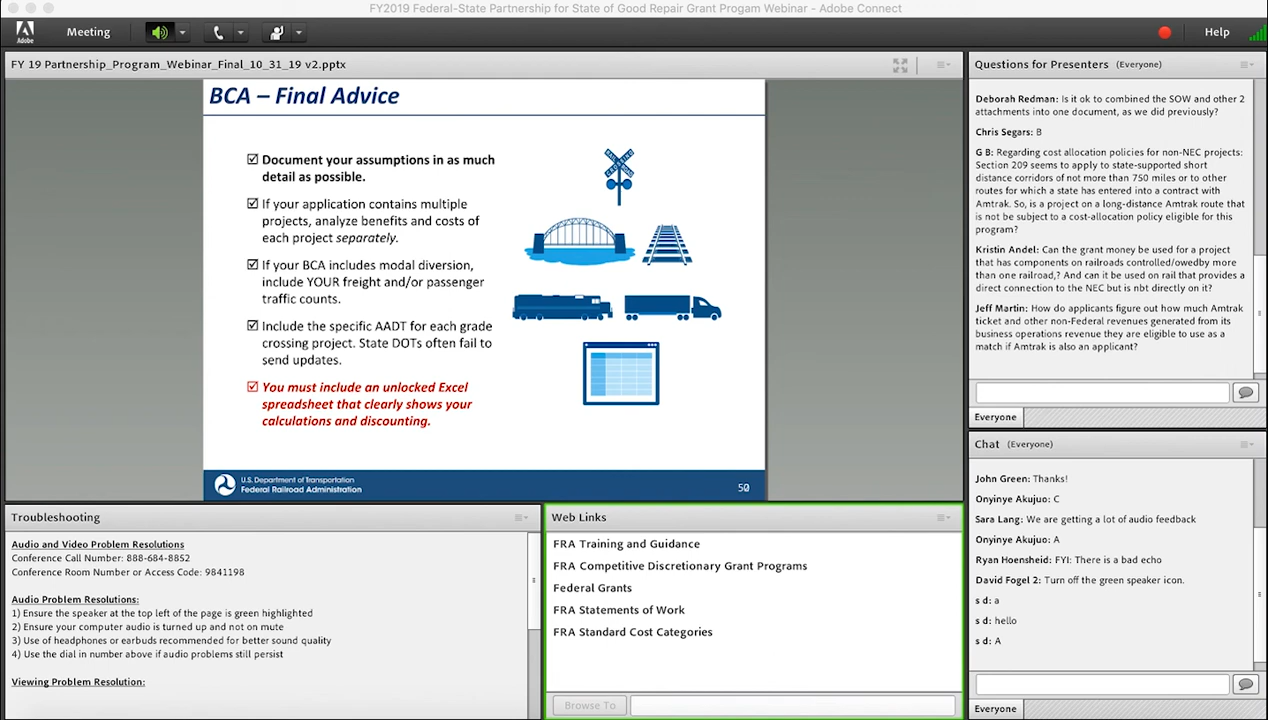 FY2019 Federal-State Partnership for State of Good Repair Grant Progam Webinar - Adobe Connect
Adobe
Meeting
Help
FY 19 Partnership_Program_Webinar_Final_10_31_19 v2.pptx
BCA – Final Advice
Document your assumptions in as much
detail as possible.
If your application contains multiple
projects, analyze benefits and costs of
each project separately.
If your BCA includes modal diversion,
include YOUR freight and/or passenger
traffic counts.
Include the specific AADT for each grade
crossing project. State DOTs often fail to
send updates.
You must include an unlocked Excel
spreadsheet that clearly shows your
calculations and discounting.
U.S. Department of Transportation
Federal Railroad Administration
50
Questions for Presenters (Everyone)
Deborah Redman: Is it ok to combined the SOW and other 2
attachments into one document, as we did previously?
Chris Segars: B
G B: Regarding cost allocation policies for non-NEC projects:
Section 209 seems to apply to state-supported short
distance corridors of not more than 750 miles or to other
routes for which a state has entered into a contract with
Amtrak. So, is a project on a long-distance Amtrak route that
is not be subject to a cost-allocation policy eligible for this
program?
Kristin Andel: Can the grant money be used for a project
that has components on railroads controlled/owedby more
than one railroad,? And can it be used on rail that provides a
direct connection to the NEC but is nbt directly on it?
Jeff Martin: How do applicants figure out how much Amtrak
ticket and other non-Federal revenues generated from its
business operations revenue they are eligible to use as a
match if Amtrak is also an applicant?
Everyone
Chat (Everyone)
John Green: Thanks!
Onyinye Akujuo: C
Sara Lang: We are getting a lot of audio feedback
Onyinye Akujuo: A
Ryan Hoensheid: FYI: There is a bad echo
David Fogel 2: Turn off the green speaker icon.
s d: a
s d: hello
s d: A
Everyone
Troubleshooting
Audio and Video Problem Resolutions
Conference Call Number: 888-684-8852
Conference Room Number or Access Code: 9841198
Audio Problem Resolutions:
1) Ensure the speaker at the top left of the page is green highlighted
2) Ensure your computer audio is turned up and not on mute
3) Use of headphones or earbuds recommended for better sound quality
4) Use the dial in number above if audio problems still persist
Viewing Problem Resolution:
Web Links
FRA Training and Guidance
FRA Competitive Discretionary Grant Programs
Federal Grants
FRA Statements of Work
FRA Standard Cost Categories
Browse To